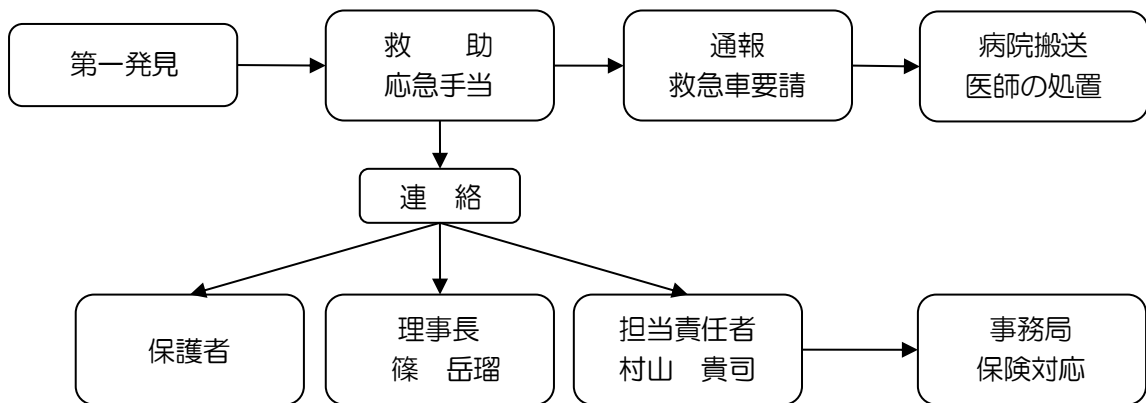 第一発見
救　　助
応急手当
通報
救急車要請
病院搬送
医師の処置
連　絡
保護者
理事長
篠　岳瑠
担当責任者
村山　貴司
事務局
保険対応